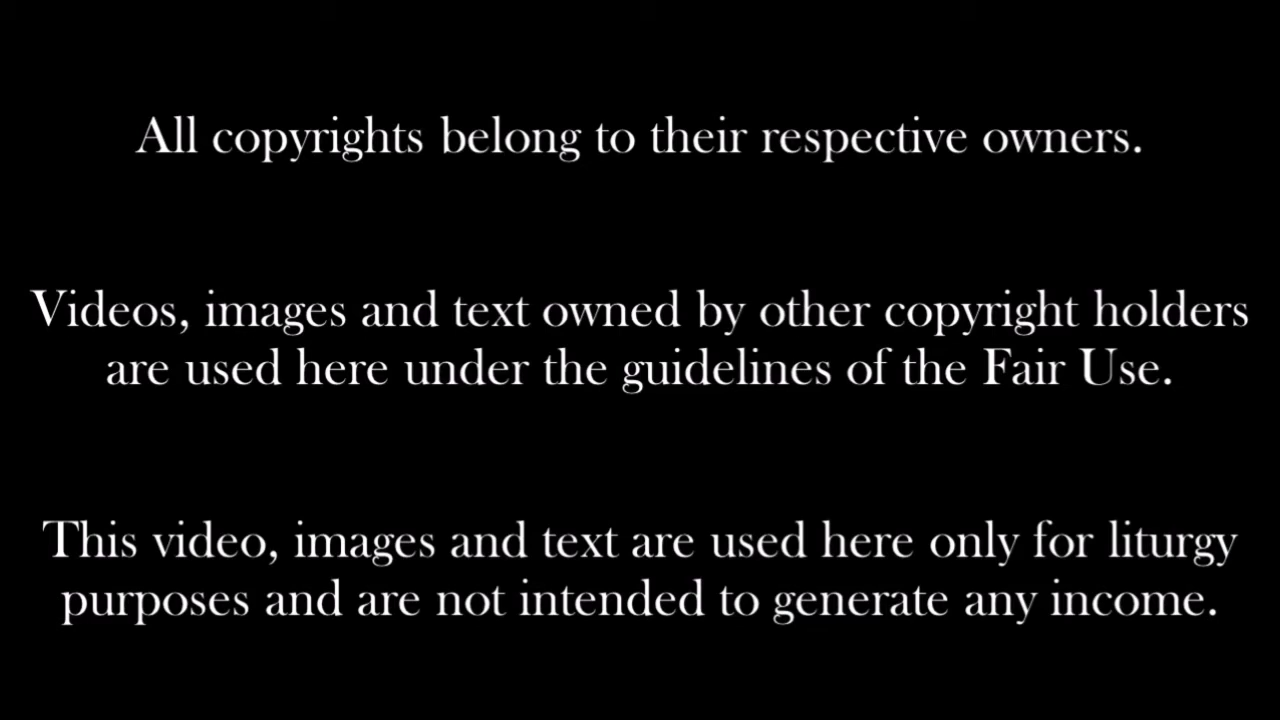 All copyrights belong to their respective owners.
Videos, images and text owned by other copyright holders
are used here under the guidelines of the Fair Use.
This video, images and text are used here only for liturgy
purposes and are not intended to generate any income.